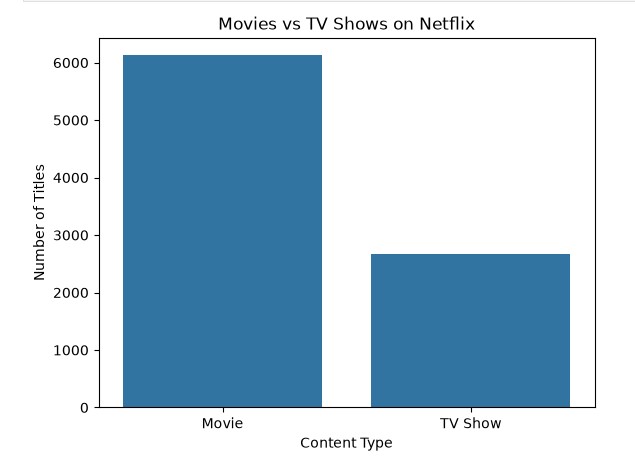 Movies vs TV Shows on Netflix
6000
5000
4000
3000
2000
1000
0
Number of Titles
Movie TV Show
Content Type